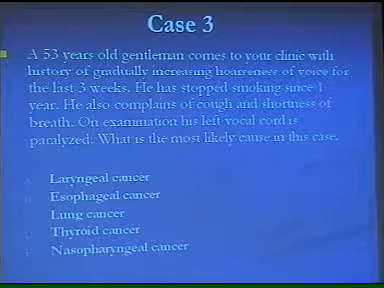 Case 3
A 53 years old gentleman comes to your clinic with
history of gradually increasing hoarseness of voice for
the last 3 weeks. He has stopped smoking since 1
year. He also complains of cough and shortness of
breath. On examination his left vocal cord is
paralyzed. What is the most likely cause in this case.
Laryngeal cancer
Esophageal cancer
Lung cancer
Thyroid cancer
Nasopharyngeal cancer